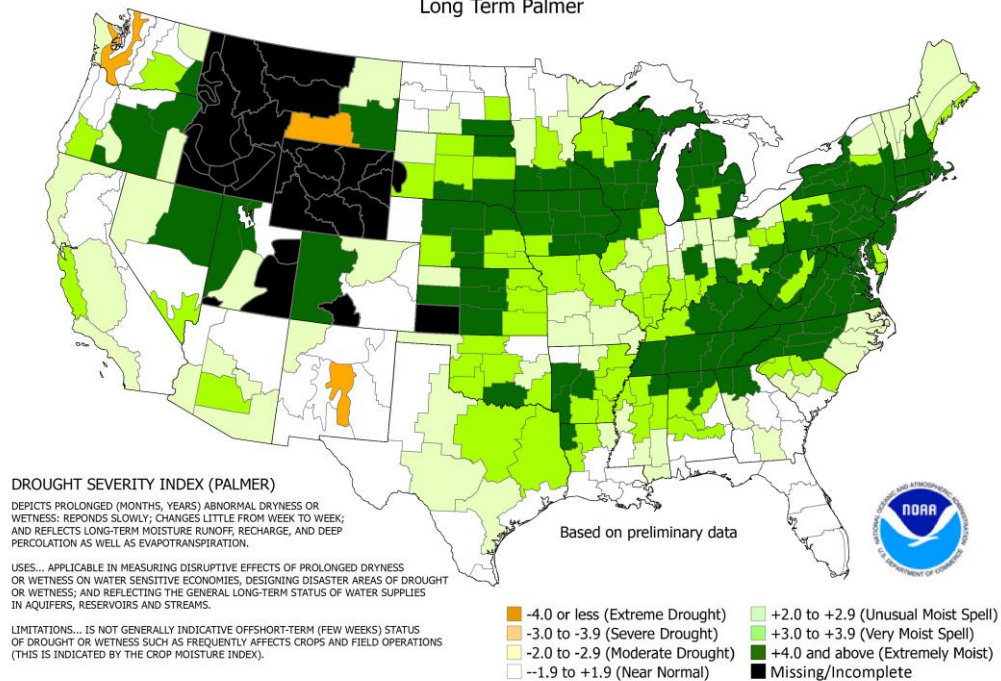 Long Term Palmer
DROUGHT SEVERITY INDEX (PALMER)
DEPICTS PROLONGED (MONTHS, YEARS) ABNORMAL DRYNESS OR
WETNESS: REPONDS SLOWLY; CHANGES LITTLE FROM WEEK TO WEEK;
AND REFLECTS LONG-TERM MOISTURE RUNOFF, RECHARGE, AND DEEP
PERCOLATION AS WELL AS EVAPOTRANSPIRATION.
USES... APPLICABLE IN MEASURING DISRUPTIVE EFFECTS OF PROLONGED DRYNESS
OR WETNESS ON WATER SENSITIVE ECONOMIES, DESIGNING DISASTER AREAS OF DROUGHT
OR WETNESS; AND REFLECTING THE GENERAL LONG-TERM STATUS OF WATER SUPPLIES
IN AQUIFERS, RESERVOIRS AND STREAMS.
LIMITATIONS... IS NOT GENERALLY INDICATIVE OFFSHORT-TERM (FEW WEEKS) STATUS
OF DROUGHT OR WETNESS SUCH AS FREQUENTLY AFFECTS CROPS AND FIELD OPERATIONS
(THIS IS INDICATED BY THE CROP MOISTURE INDEX).
Based on preliminary data
NATIONAL OCEANIC AND ATMOSPHERIC ADMINISTRATION
NOAA
U.S. DEPARTMENT OF COMMERCE
-4.0 or less (Extreme Drought)
-3.0 to -3.9 (Severe Drought)
-2.0 to -2.9 (Moderate Drought)
--1.9 to +1.9 (Near Normal)
+2.0 to +2.9 (Unusual Moist Spell)
+3.0 to +3.9 (Very Moist Spell)
+4.0 and above (Extremely Moist)
Missing/Incomplete